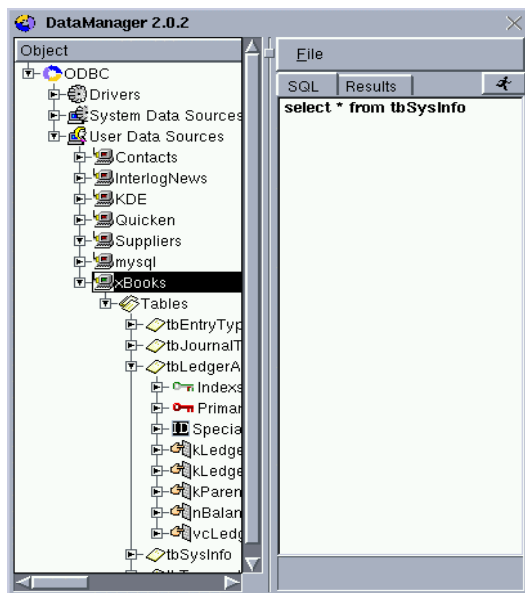 DataManager 2.0.2
Object
ODBC
Drivers
System Data Sources
User Data Sources
Contacts
InterlogNews
KDE
Quicken
Suppliers
mysql
xBooks
Tables
tbEntryTyp
tbJournalT
tbLedgerA
Indexs
Primar
Specia
kLedge
kLedge
kParen
nBalan
vcLedg
tbSysInfo
File
SQL Results
select * from tbSysInfo